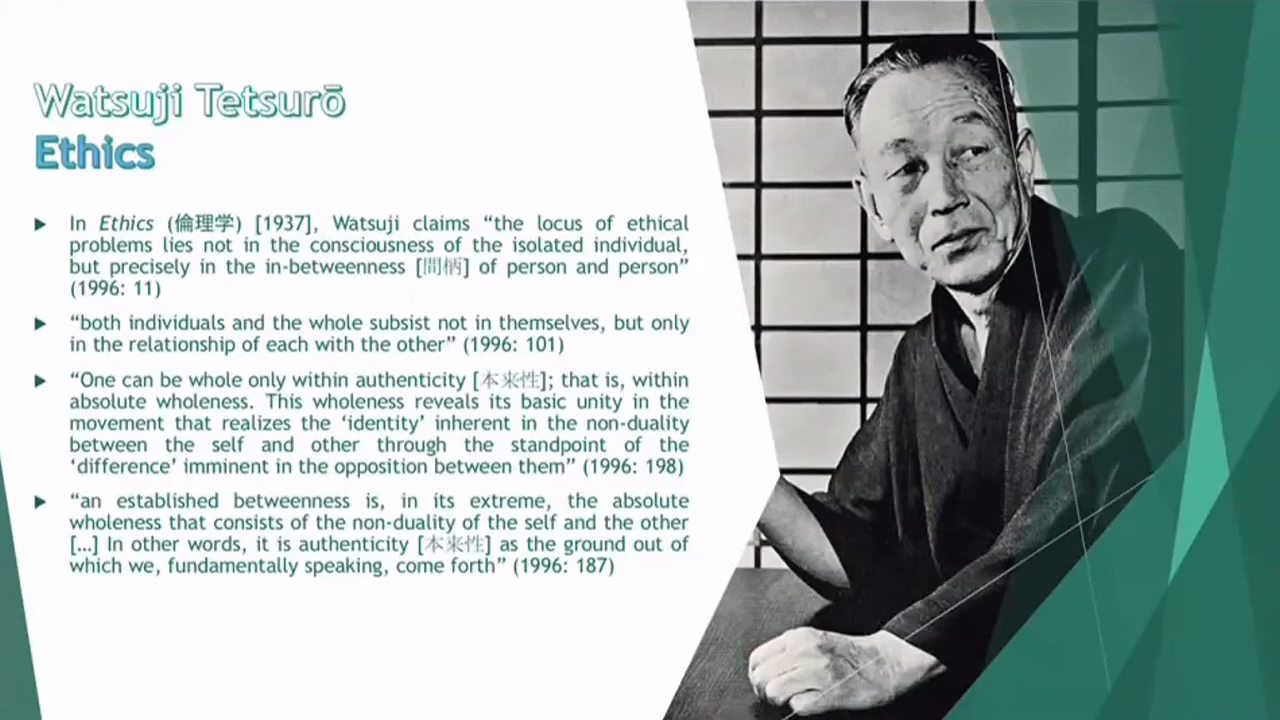 Watsuji Tetsurō
Ethics
In Ethics (倫理学) [1937], Watsuji claims “the locus of ethical
problems lies not in the consciousness of the isolated individual,
but precisely in the in-betweenness [間柄] of person and person”
(1996: 11)
“both individuals and the whole subsist not in themselves, but only
in the relationship of each with the other” (1996: 101)
“One can be whole only within authenticity [本来性]; that is, within
absolute wholeness. This wholeness reveals its basic unity in the
movement that realizes the ‘identity’ inherent in the non-duality
between the self and other through the standpoint of the
‘difference’ imminent in the opposition between them” (1996: 198)
“an established betweenness is, in its extreme, the absolute
wholeness that consists of the non-duality of the self and the other
[…] In other words, it is authenticity [本来性] as the ground out of
which we, fundamentally speaking, come forth” (1996: 187)